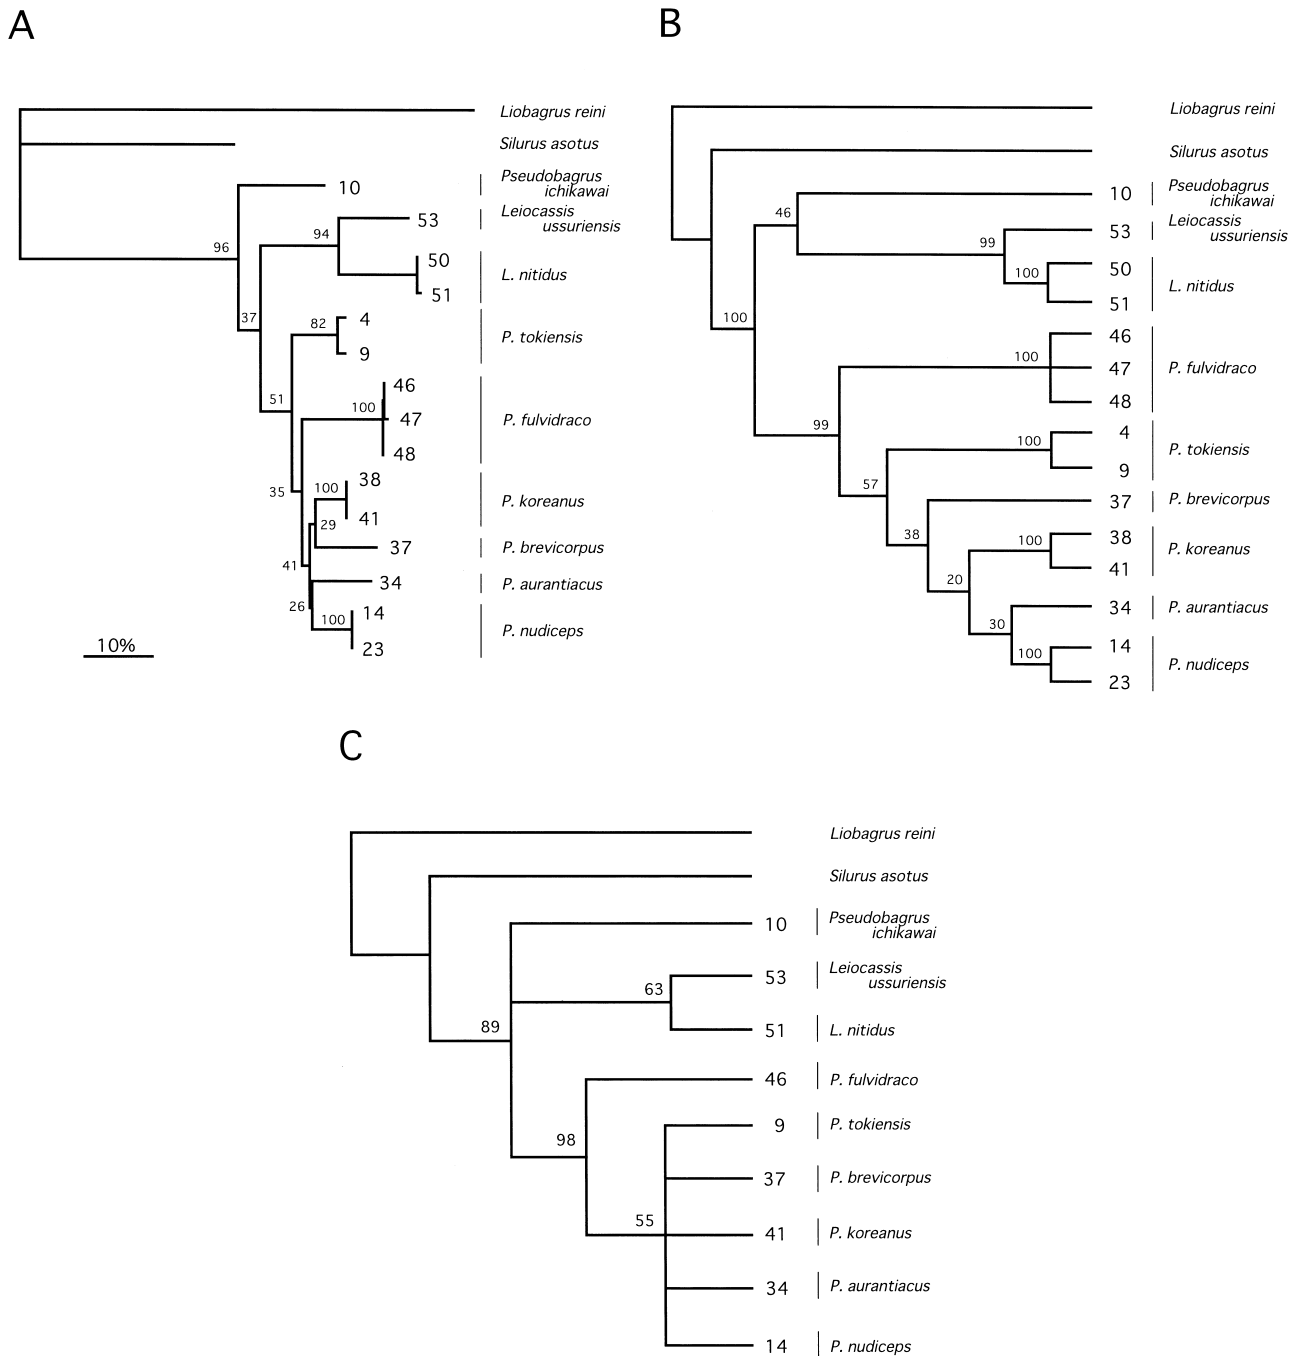 A
Liobagrus reini
Silurus asotus
10
Pseudobagrus
ichikawai
53
Leiocassis
ussuriensis
94
96
50
51
L. nitidus
37
82
4
9
P. tokiensis
51
46
100
47
48
P. fulvidraco
35
100
38
41
29
P. koreanus
37
P. brevicorpus
41
34
P. aurantiacus
26
100
14
23
P. nudiceps
10%
B
Liobagrus reini
Silurus asotus
46
10
Pseudobagrus
ichikawai
53
Leiocassis
ussuriensis
99
100
50
51
L. nitidus
100
46
100
47
48
P. fulvidraco
99
100
4
9
P. tokiensis
57
37
P. brevicorpus
38
100
38
41
P. koreanus
20
34
P. aurantiacus
30
100
14
23
P. nudiceps
C
Liobagrus reini
Silurus asotus
10
Pseudobagrus
ichikawai
53
Leiocassis
ussuriensis
63
51
L. nitidus
89
46
P. fulvidraco
9
P. tokiensis
98
37
P. brevicorpus
55
41
P. koreanus
34
P. aurantiacus
14
P. nudiceps